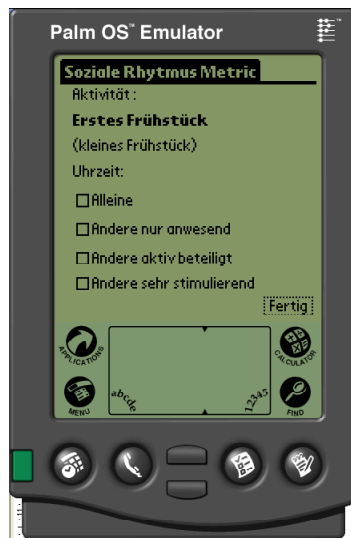 Palm OS™ Emulator
Soziale Rhytmus Metric
Aktivität:
Erstes Frühstück
(kleines Frühstück)
Uhrzeit:
Alleine
Andere nur anwesend
Andere aktiv beteiligt
Andere sehr stimulierend
Fertig
APPLICATIONS
CALCULATOR
MENU
abcde
12345
FIND